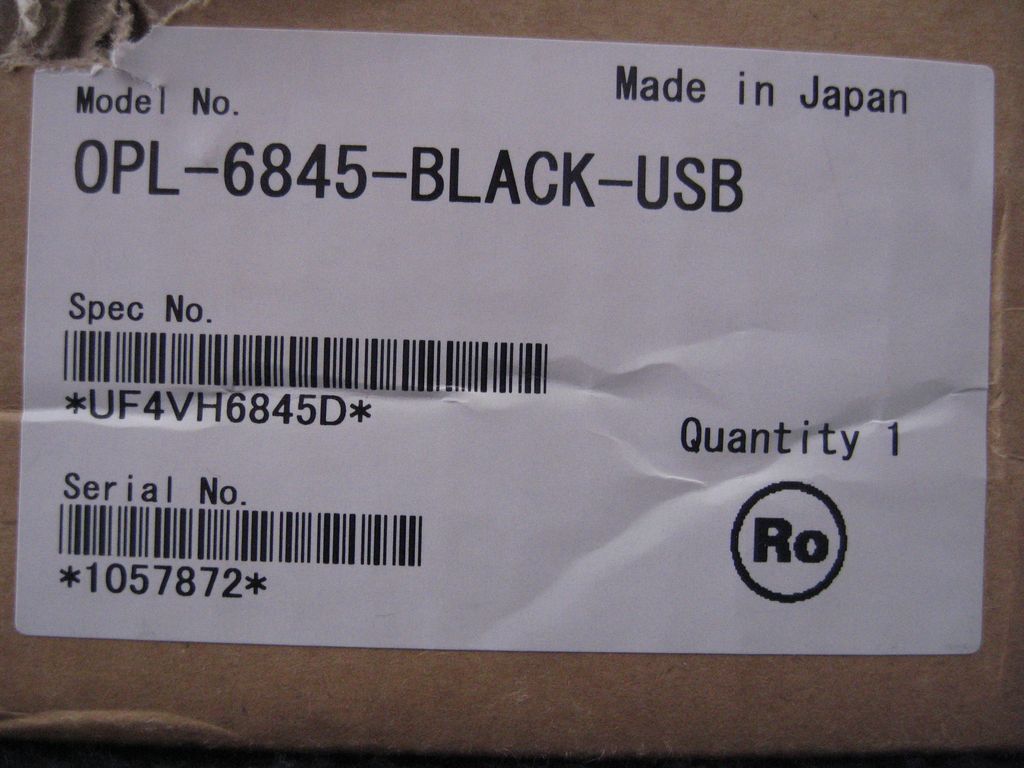 Model No.
Made in Japan
OPL-6845-BLACK-USB
Spec No.
*UF4VH6845D*
Quantity 1
Serial No.
*1057872*
Ro